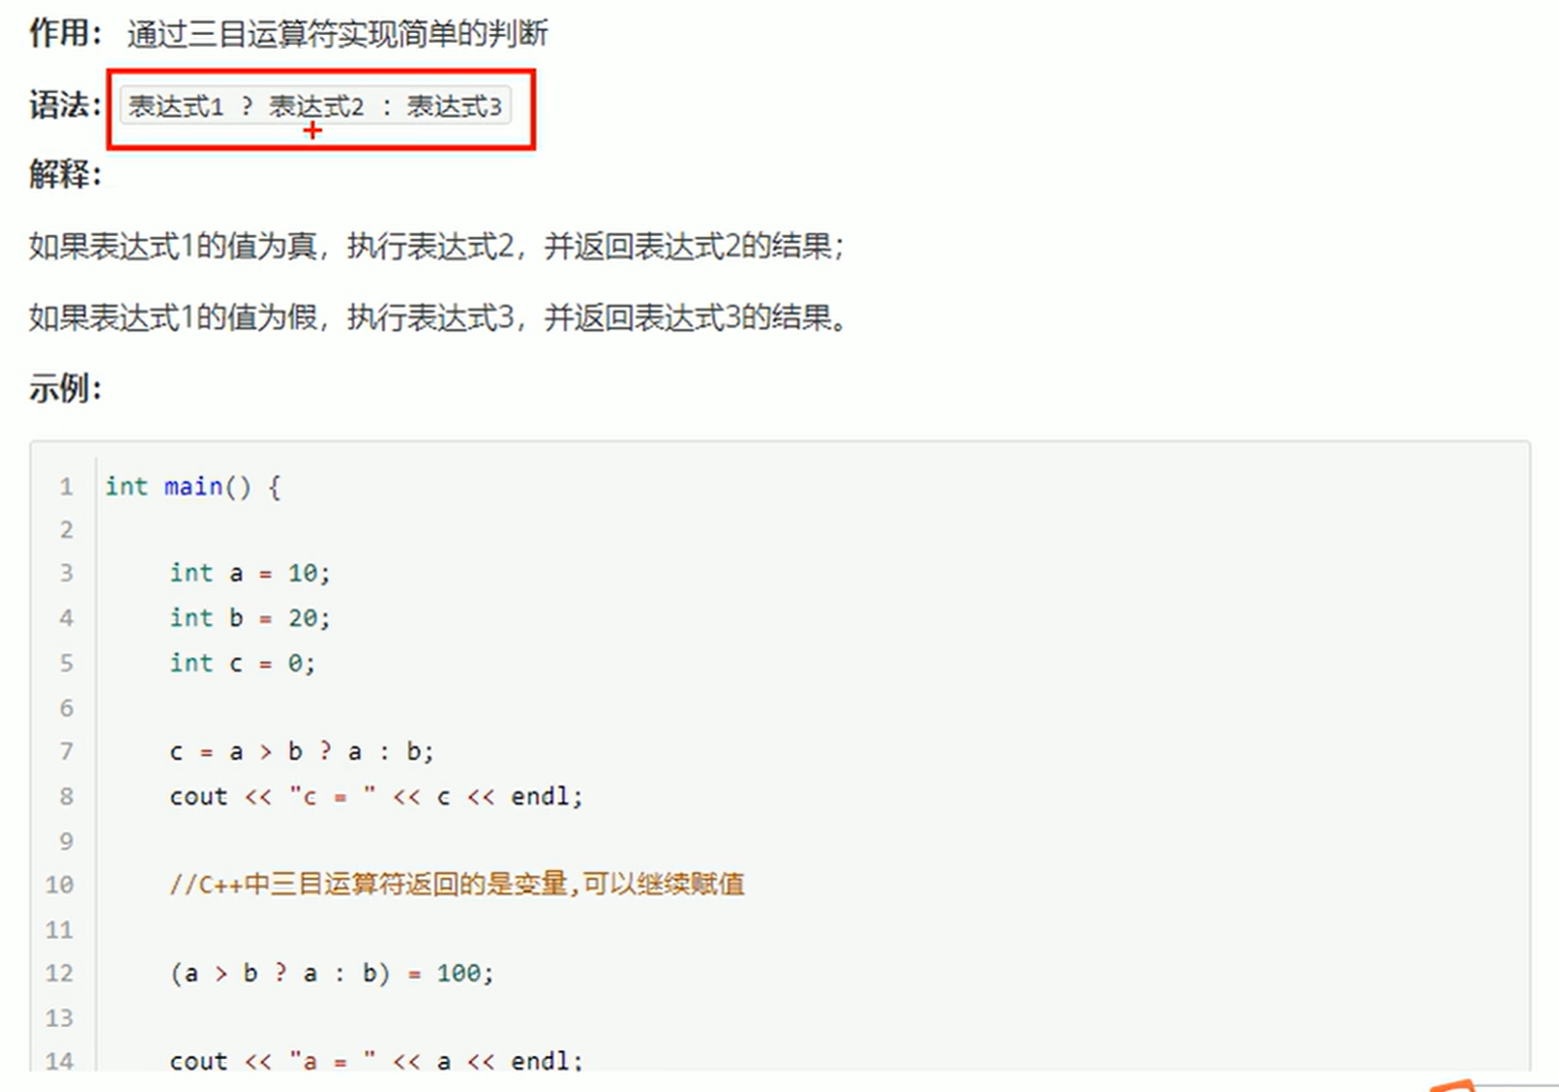 作用： 通过三目运算符实现简单的判断
语法： 表达式1 ? 表达式2 : 表达式3
解释：
如果表达式1的值为真，执行表达式2，并返回表达式2的结果；
如果表达式1的值为假，执行表达式3，并返回表达式3的结果。
示例：
1 int main() {
2
3 int a = 10;
4 int b = 20;
5 int c = 0;
6
7 c = a > b ? a : b;
8 cout << "c = " << c << endl;
9
10 //C++中三目运算符返回的是变量,可以继续赋值
11
12 (a > b ? a : b) = 100;
13
14 cout << "a = " << a << endl;